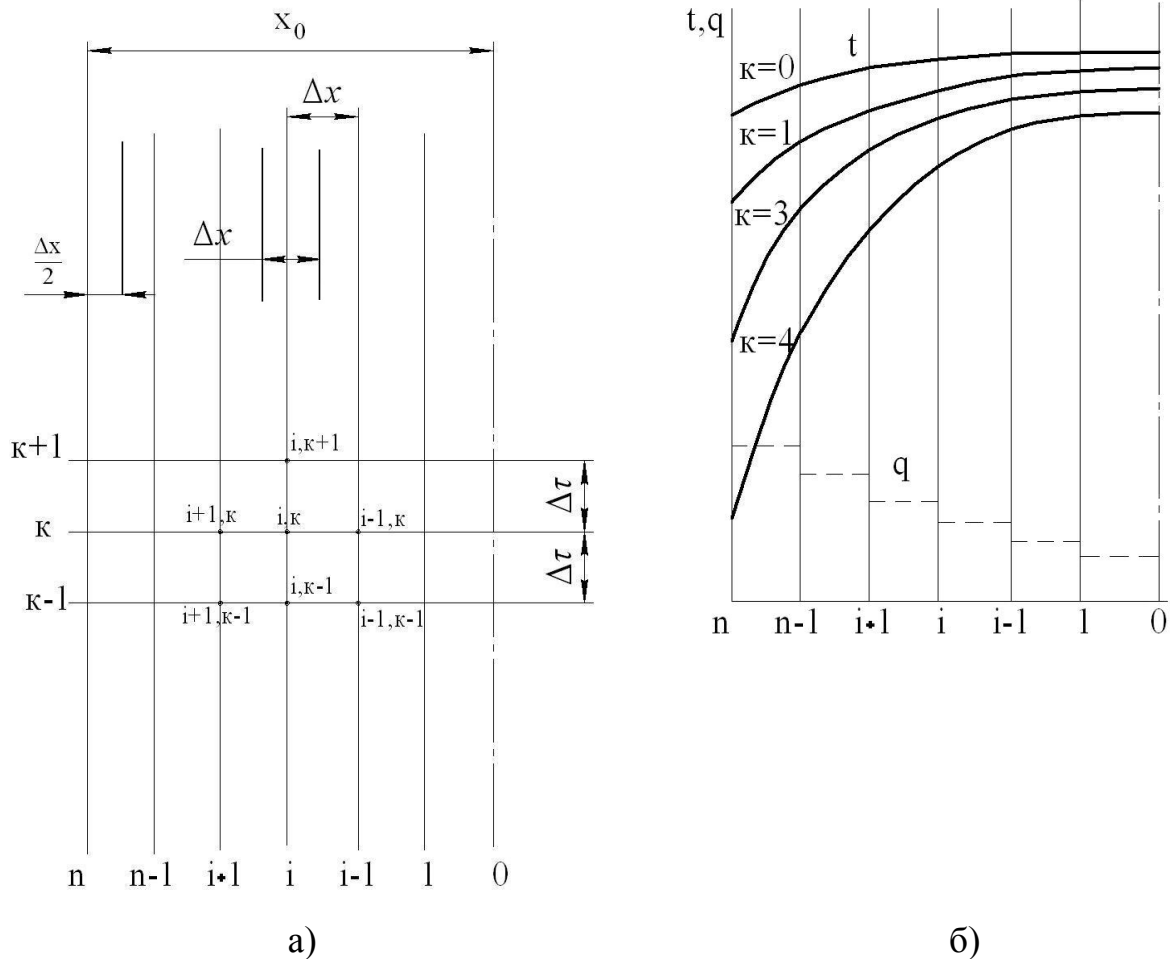 x₀
Δx
Δx
Δx
2
к+1
к
к-1
i,к+1
i+1,к
i,к
i-1,к
i,к-1
i+1,к-1
i-1,к-1
Δτ
Δτ
n
n-1
i+1
i
i-1
1
0
а)
t,q
к=0
t
к=1
к=3
к=4
q
n
n-1
i+1
i
i-1
1
0
б)